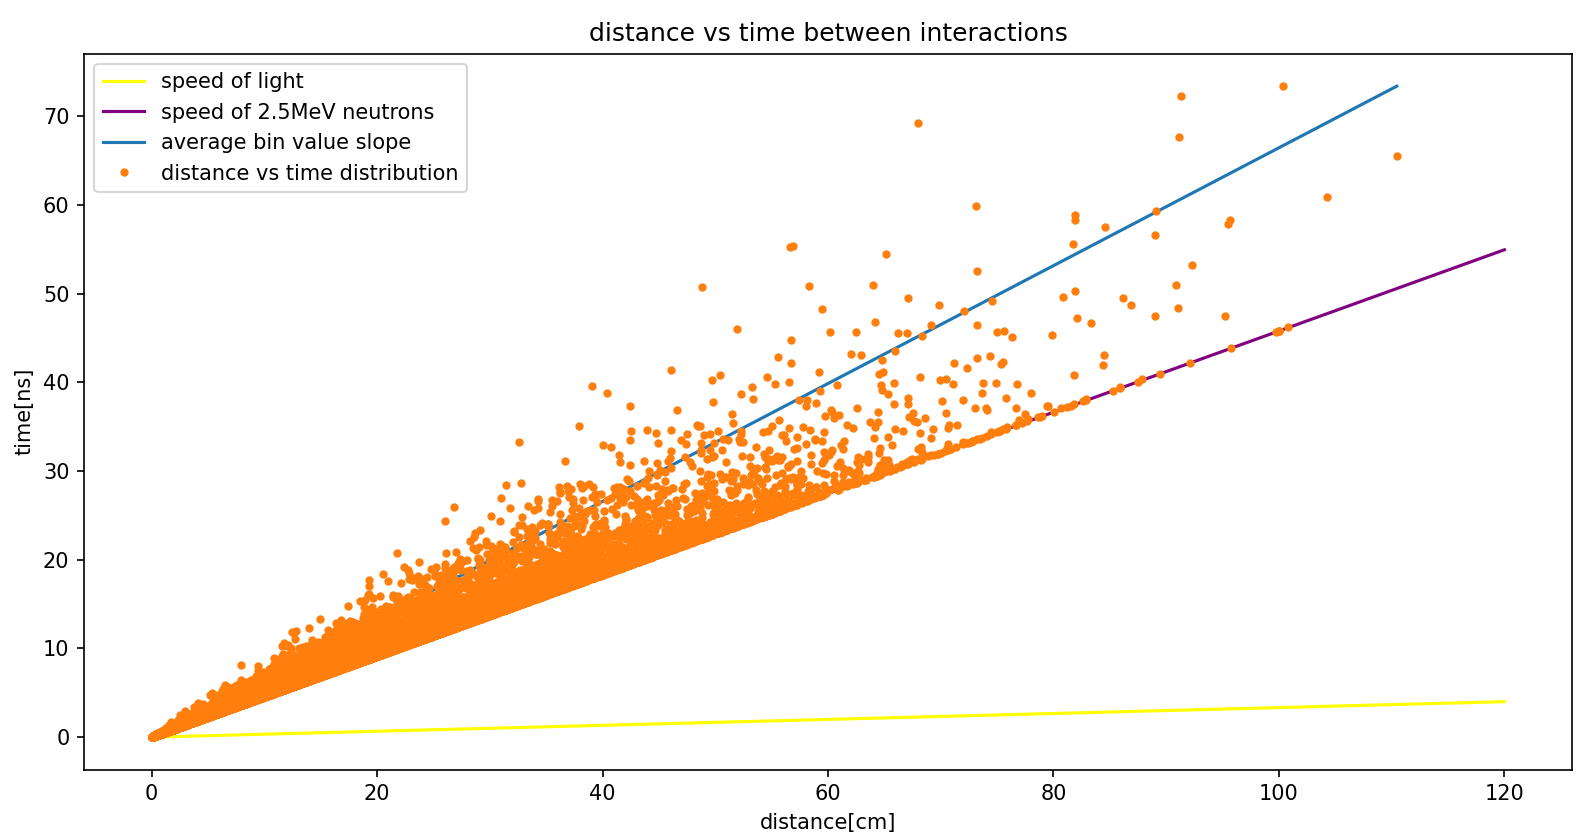 distance vs time between interactions
speed of light
speed of 2.5MeV neutrons
average bin value slope
distance vs time distribution
time[ns]
70
60
50
40
30
20
10
0
0 20 40 60 80 100 120
distance[cm]